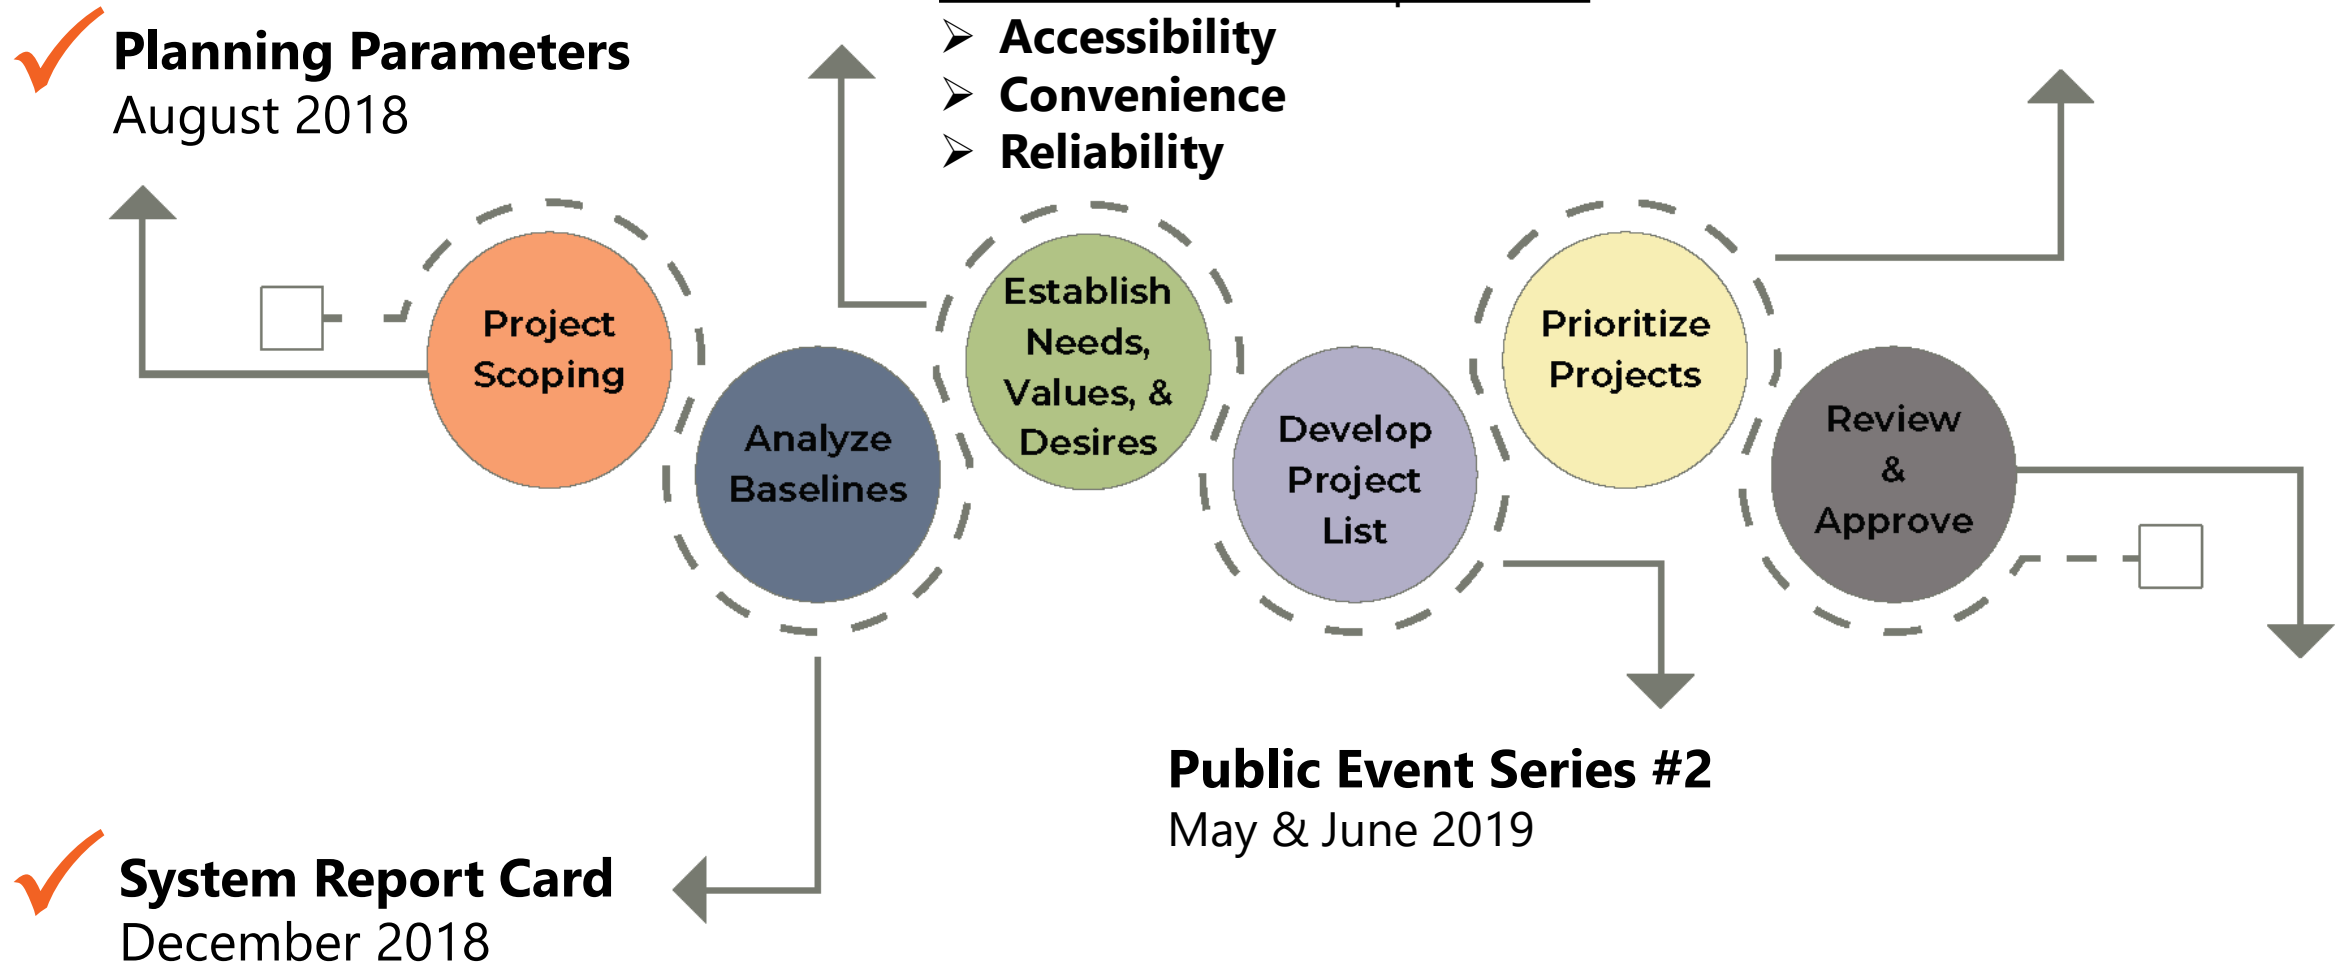 Planning Parameters
August 2018
➢ Accessibility
➢ Convenience
➢ Reliability
Project
Scoping
Analyze
Baselines
Establish
Needs,
Values, &
Desires
Develop
Project
List
Prioritize
Projects
Review
&
Approve
Public Event Series #2
May & June 2019
System Report Card
December 2018